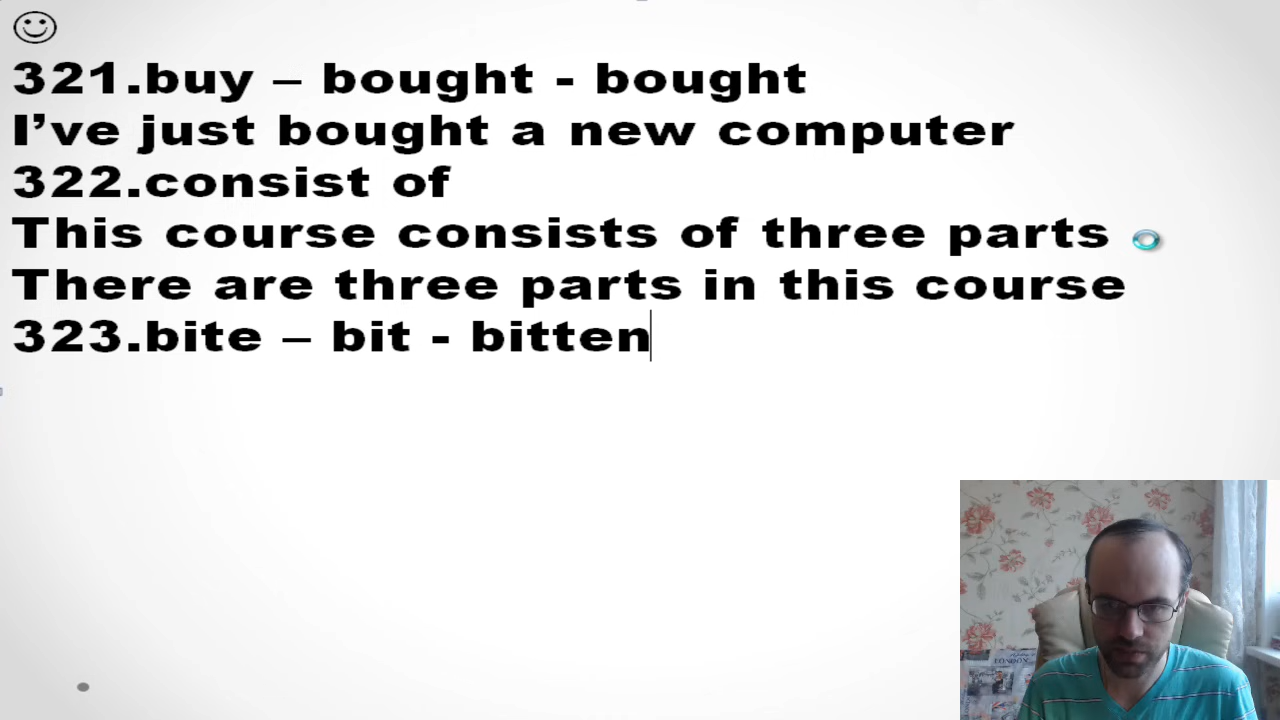 321.buy – bought - bought
I’ve just bought a new computer
322.consist of
This course consists of three parts
There are three parts in this course
323.bite – bit - bitten
LONDON